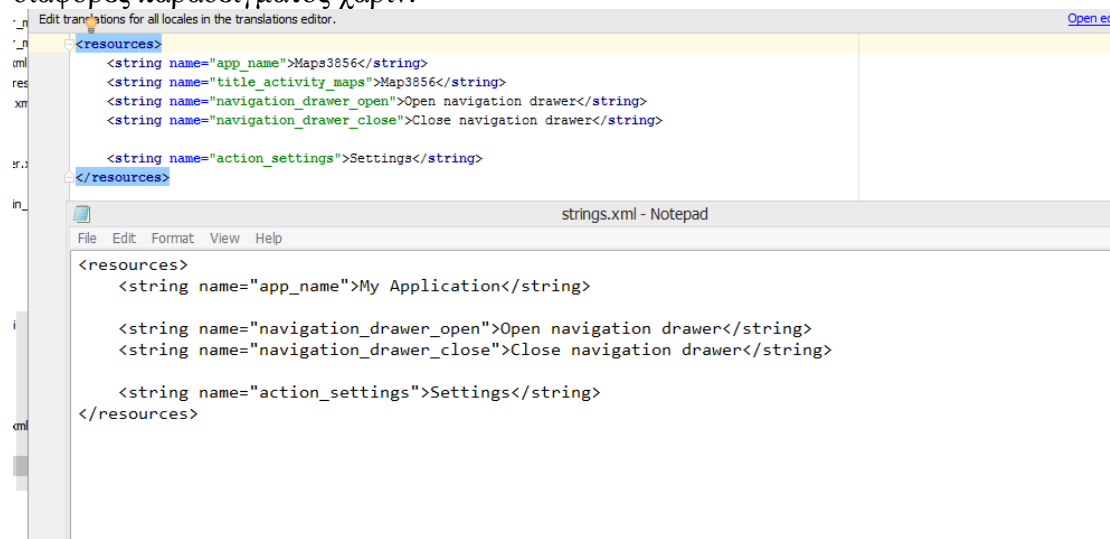 διάφορες παραδείγματος χάριν.
Edit translations for all locales in the translations editor.
Open ed
<resources>
<string name="app_name">Maps3856</string>
<string name="title_activity_maps">Map3856</string>
<string name="navigation_drawer_open">Open navigation drawer</string>
<string name="navigation_drawer_close">Close navigation drawer</string>
<string name="action_settings">Settings</string>
</resources>
strings.xml - Notepad
File Edit Format View Help
<resources>
<string name="app_name">My Application</string>
<string name="navigation_drawer_open">Open navigation drawer</string>
<string name="navigation_drawer_close">Close navigation drawer</string>
<string name="action_settings">Settings</string>
</resources>